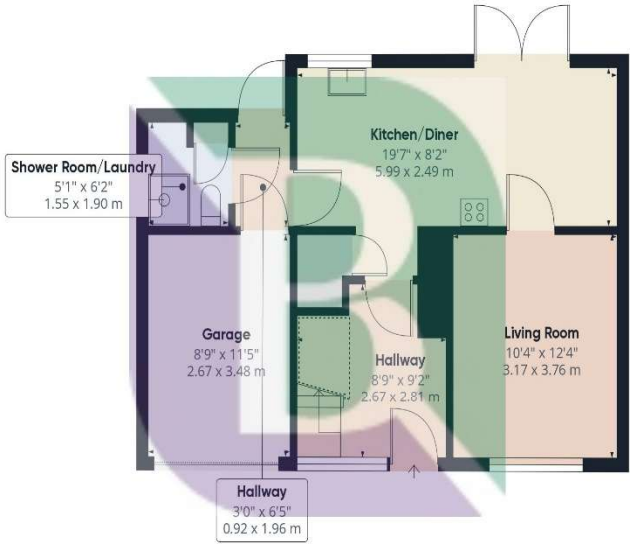 Kitchen/Diner
19'7" x 8'2"
5.99 x 2.49 m
Shower Room/Laundry
5'1" x 6'2"
1.55 x 1.90 m
Garage
8'9" x 11'5"
2.67 x 3.48 m
Hallway
8'9" x 9'2"
2.67 x 2.81 m
Living Room
10'4" x 12'4"
3.17 x 3.76 m
Hallway
3'0" x 6'5"
0.92 x 1.96 m